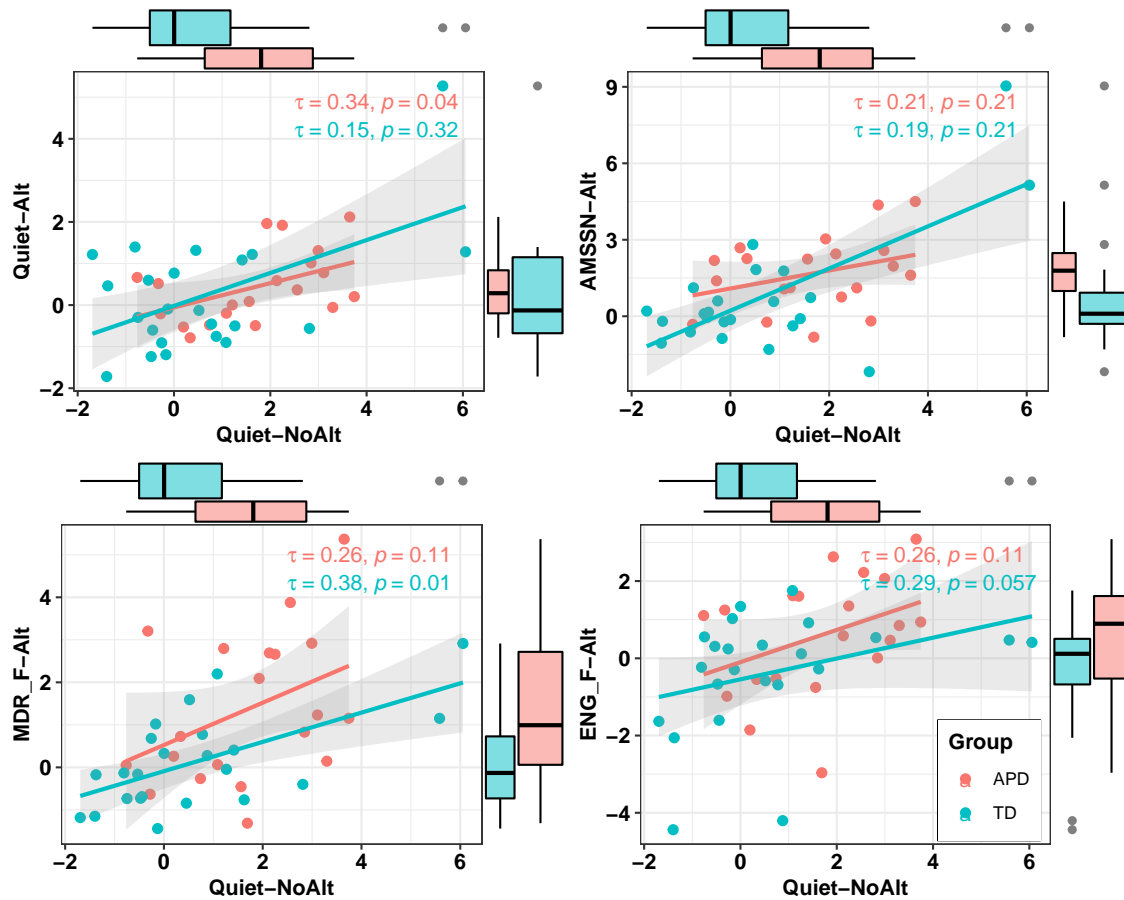 τ = 0.34, p = 0.04
τ = 0.15, p = 0.32
4
2
0
−2
Quiet−Alt
−2 0 2 4 6
Quiet−NoAlt
τ = 0.21, p = 0.21
τ = 0.19, p = 0.21
9
6
3
0
AMSSN−Alt
−2 0 2 4 6
Quiet−NoAlt
τ = 0.26, p = 0.11
τ = 0.38, p = 0.01
4
2
0
MDR_F−Alt
−2 0 2 4 6
Quiet−NoAlt
τ = 0.26, p = 0.11
τ = 0.29, p = 0.057
2
0
−2
−4
ENG_F−Alt
Group
a APD
a TD
−2 0 2 4 6
Quiet−NoAlt